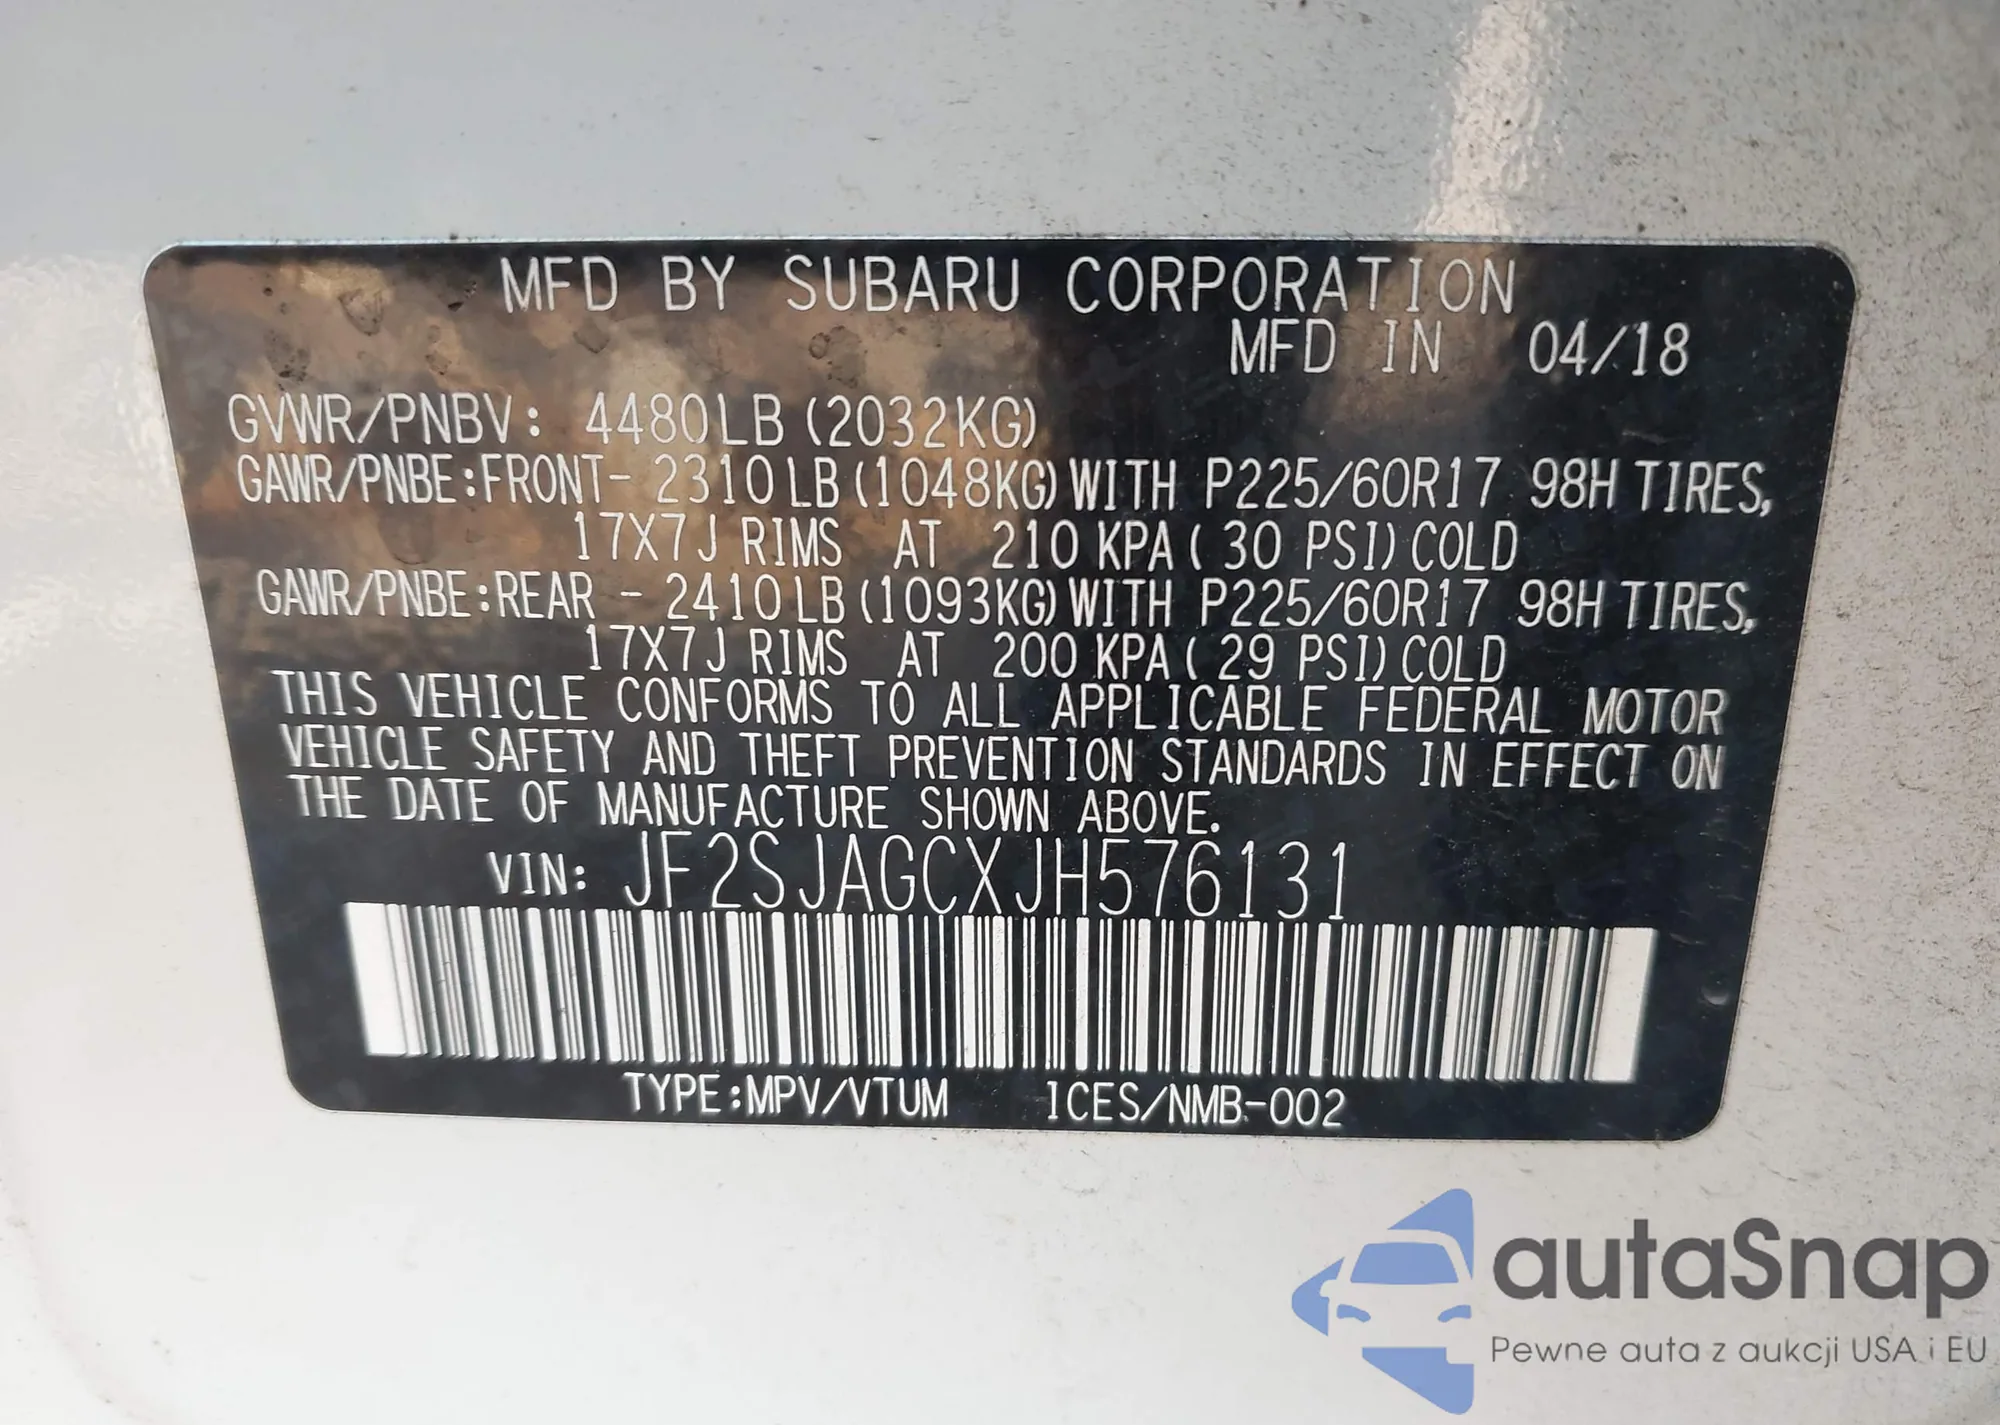 MFD BY SUBARU CORPORATION
MFD IN 04/18
GVWR/PNBV: 4480LB (2032KG)
GAWR/PNBE:FRONT- 2310LB (1048KG) WITH P225/60R17 98H TIRES,
17X7J RIMS AT 210 KPA ( 30 PSI) COLD
GAWR/PNBE:REAR - 2410LB (1093KG) WITH P225/60R17 98H TIRES,
17X7J RIMS AT 200 KPA ( 29 PSI) COLD
THIS VEHICLE CONFORMS TO ALL APPLICABLE FEDERAL MOTOR
VEHICLE SAFETY AND THEFT PREVENTION STANDARDS IN EFFECT ON
THE DATE OF MANUFACTURE SHOWN ABOVE.
VIN: JF2SJAGCXJH576131
TYPE:MPV/VTUM ICES/NMB-002
autaSnap
Pewne auta z aukcji USA i EU